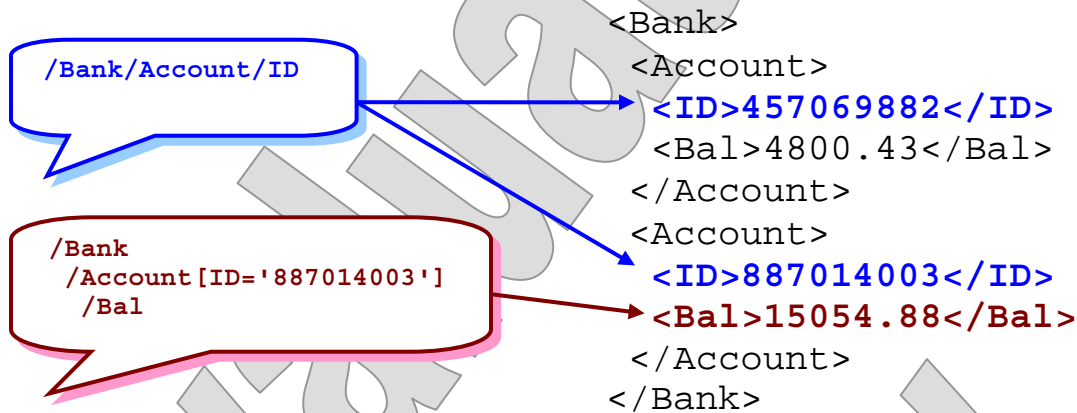 /Bank/Account/ID
/Bank
/Account[ID='887014003']
/Bal
<Bank>
<Account>
<ID>457069882</ID>
<Bal>4800.43</Bal>
</Account>
<Account>
<ID>887014003</ID>
<Bal>15054.88</Bal>
</Account>
</Bank>